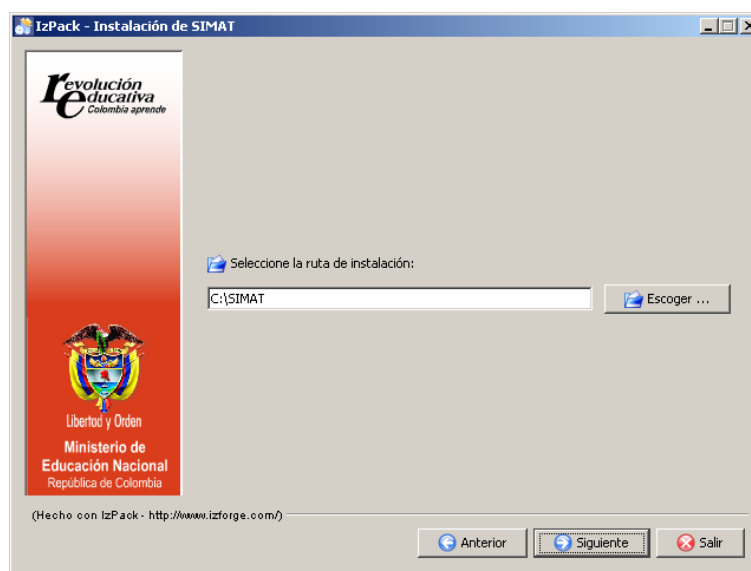 IzPack - Instalación de SIMAT
revolución
educativa
Colombia aprende
Seleccione la ruta de instalación:
C:\SIMAT
Escoger ...
Libertad y Orden
Ministerio de
Educación Nacional
República de Colombia
(Hecho con IzPack - http://www.izforge.com/)
Anterior
Siguiente
Salir